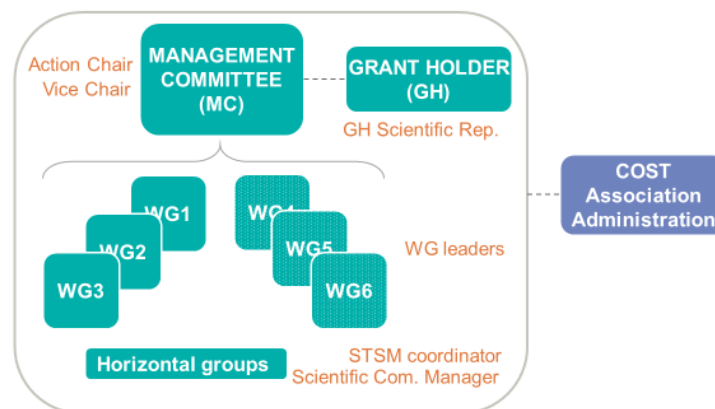 Action Chair
Vice Chair
MANAGEMENT
COMMITTEE
(MC)
GRANT HOLDER
(GH)
GH Scientific Rep.
COST
Association
Administration
WG1
WG2
WG3
WG4
WG5
WG6
WG leaders
Horizontal groups
STSM coordinator
Scientific Com. Manager